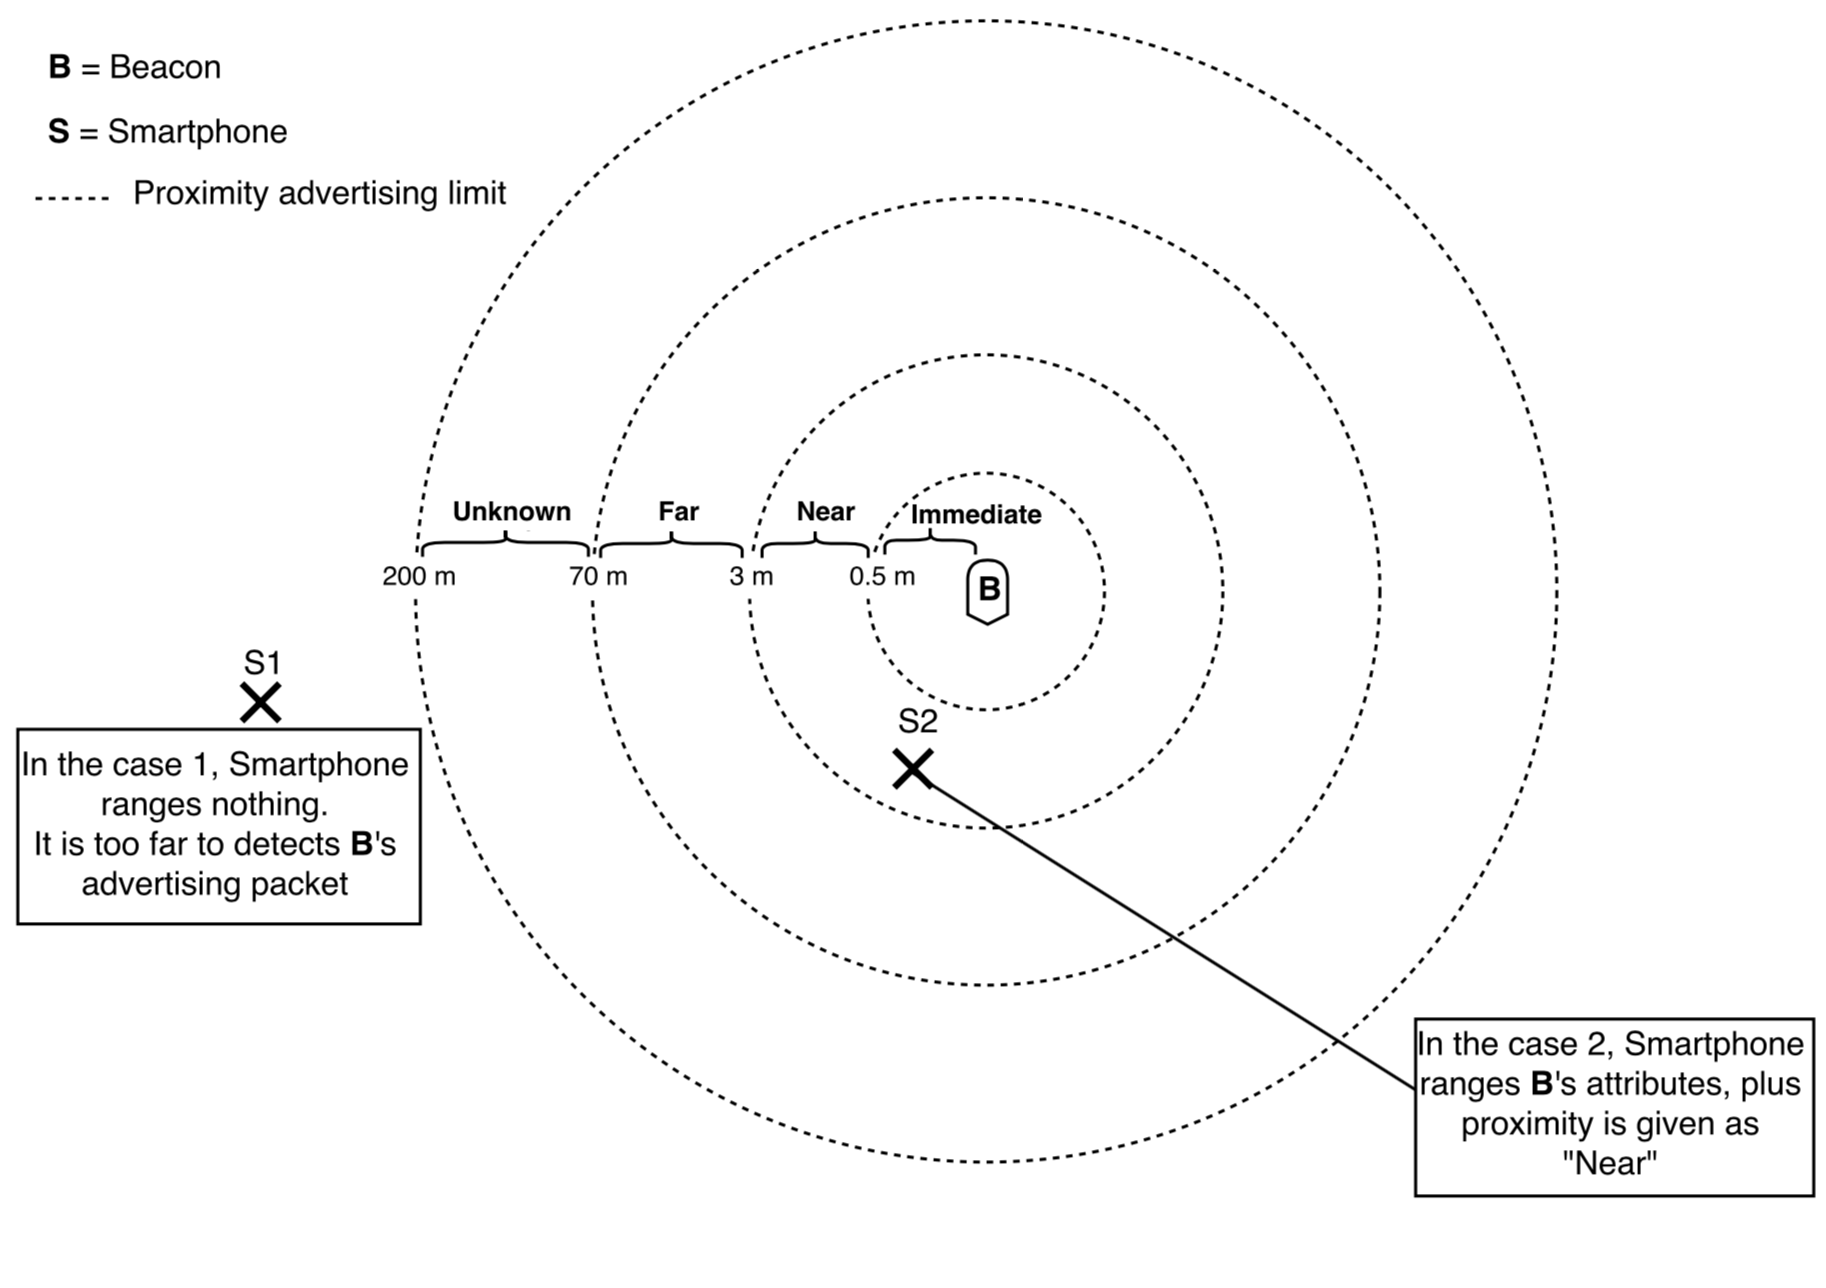 B = Beacon
S = Smartphone
Proximity advertising limit
Unknown
Far
Near
Immediate
200 m
70 m
3 m
0.5 m
B
S1
In the case 1, Smartphone
ranges nothing.
It is too far to detects B's
advertising packet
S2
In the case 2, Smartphone
ranges B's attributes, plus
proximity is given as
"Near"